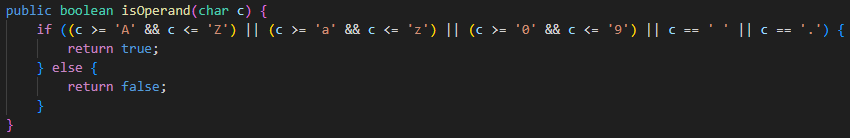 public boolean isOperand(char c) {
    if ((c >= 'A' && c <= 'Z') || (c >= 'a' && c <= 'z') || (c >= '0' && c <= '9') || c == ' ' || c == '.') {
        return true;
    } else {
        return false;
    }
}